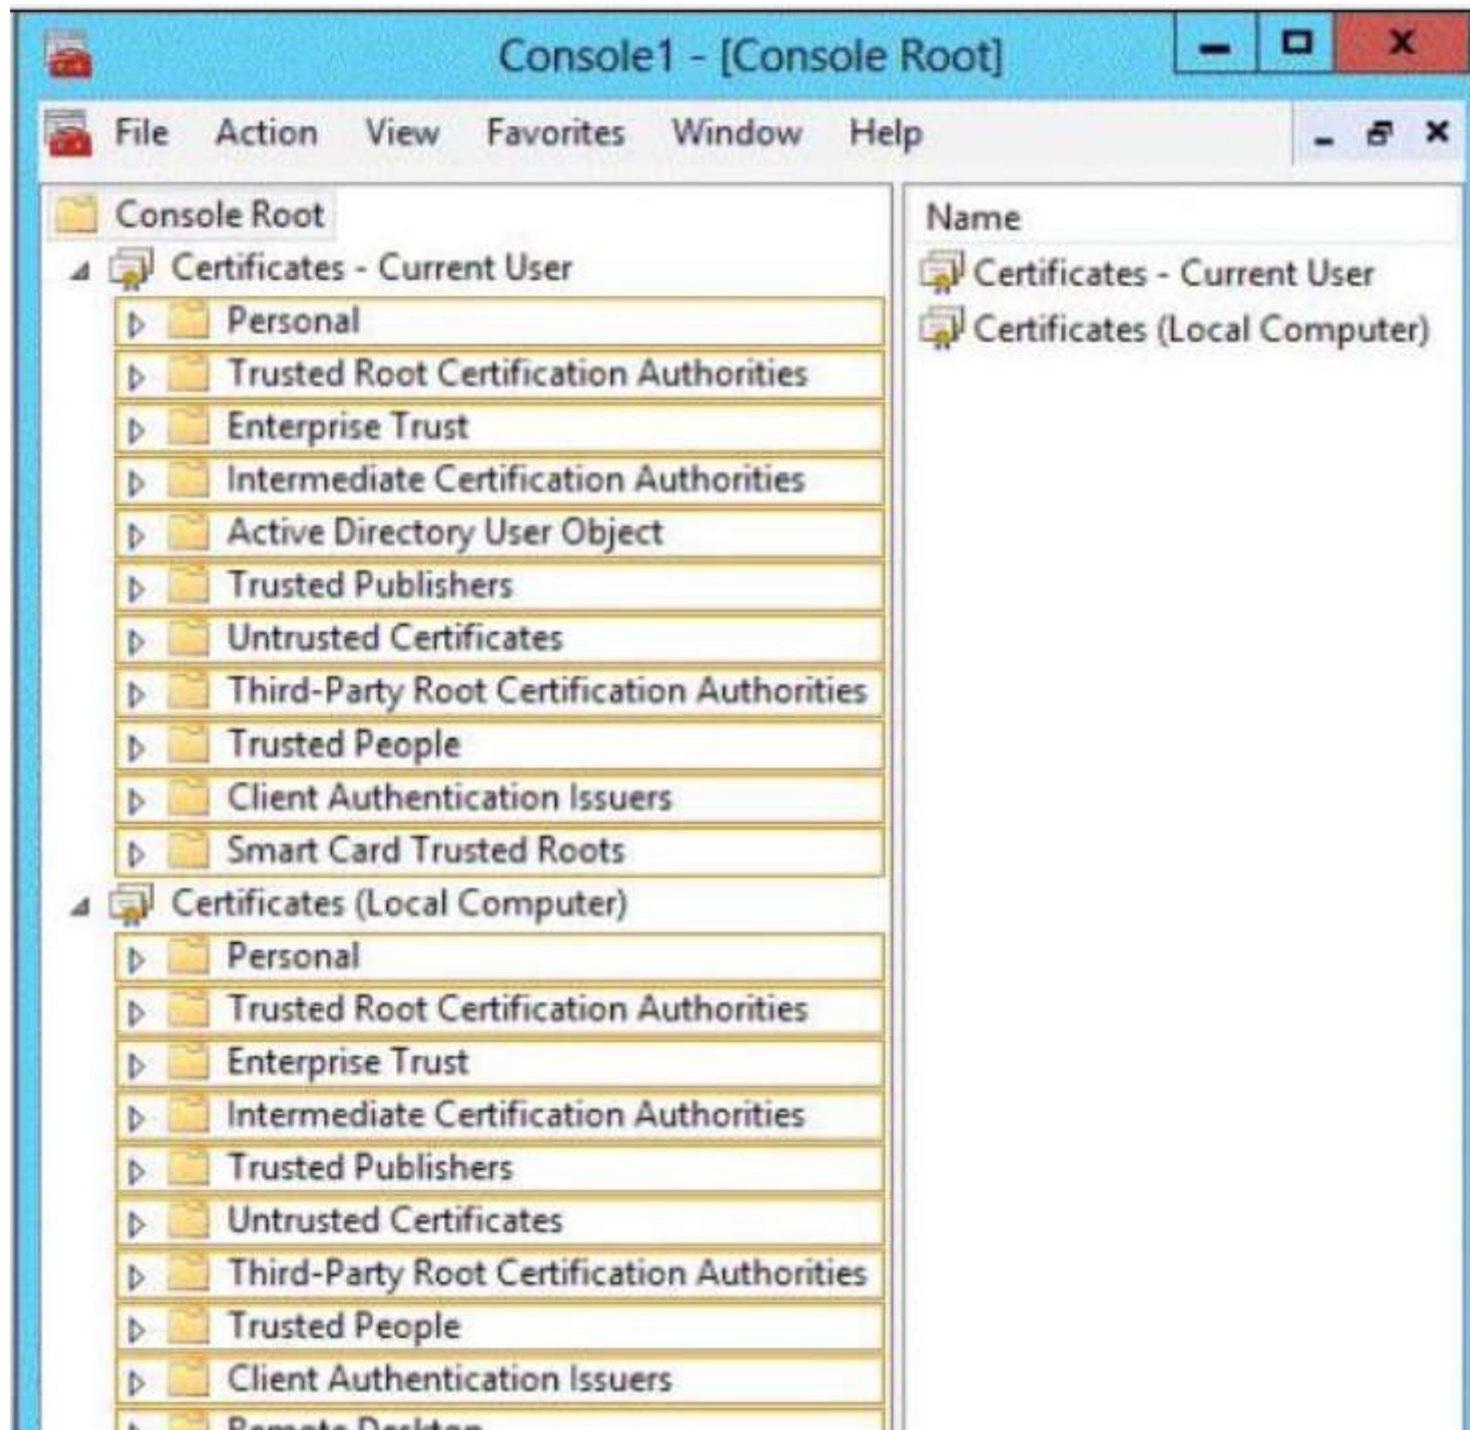 Console1 - [Console Root]
File Action View Favorites Window Help
Console Root
Certificates - Current User
Personal
Trusted Root Certification Authorities
Enterprise Trust
Intermediate Certification Authorities
Active Directory User Object
Trusted Publishers
Untrusted Certificates
Third-Party Root Certification Authorities
Trusted People
Client Authentication Issuers
Smart Card Trusted Roots
Certificates (Local Computer)
Personal
Trusted Root Certification Authorities
Enterprise Trust
Intermediate Certification Authorities
Trusted Publishers
Untrusted Certificates
Third-Party Root Certification Authorities
Trusted People
Client Authentication Issuers
Remote Desktop
Name
Certificates - Current User
Certificates (Local Computer)